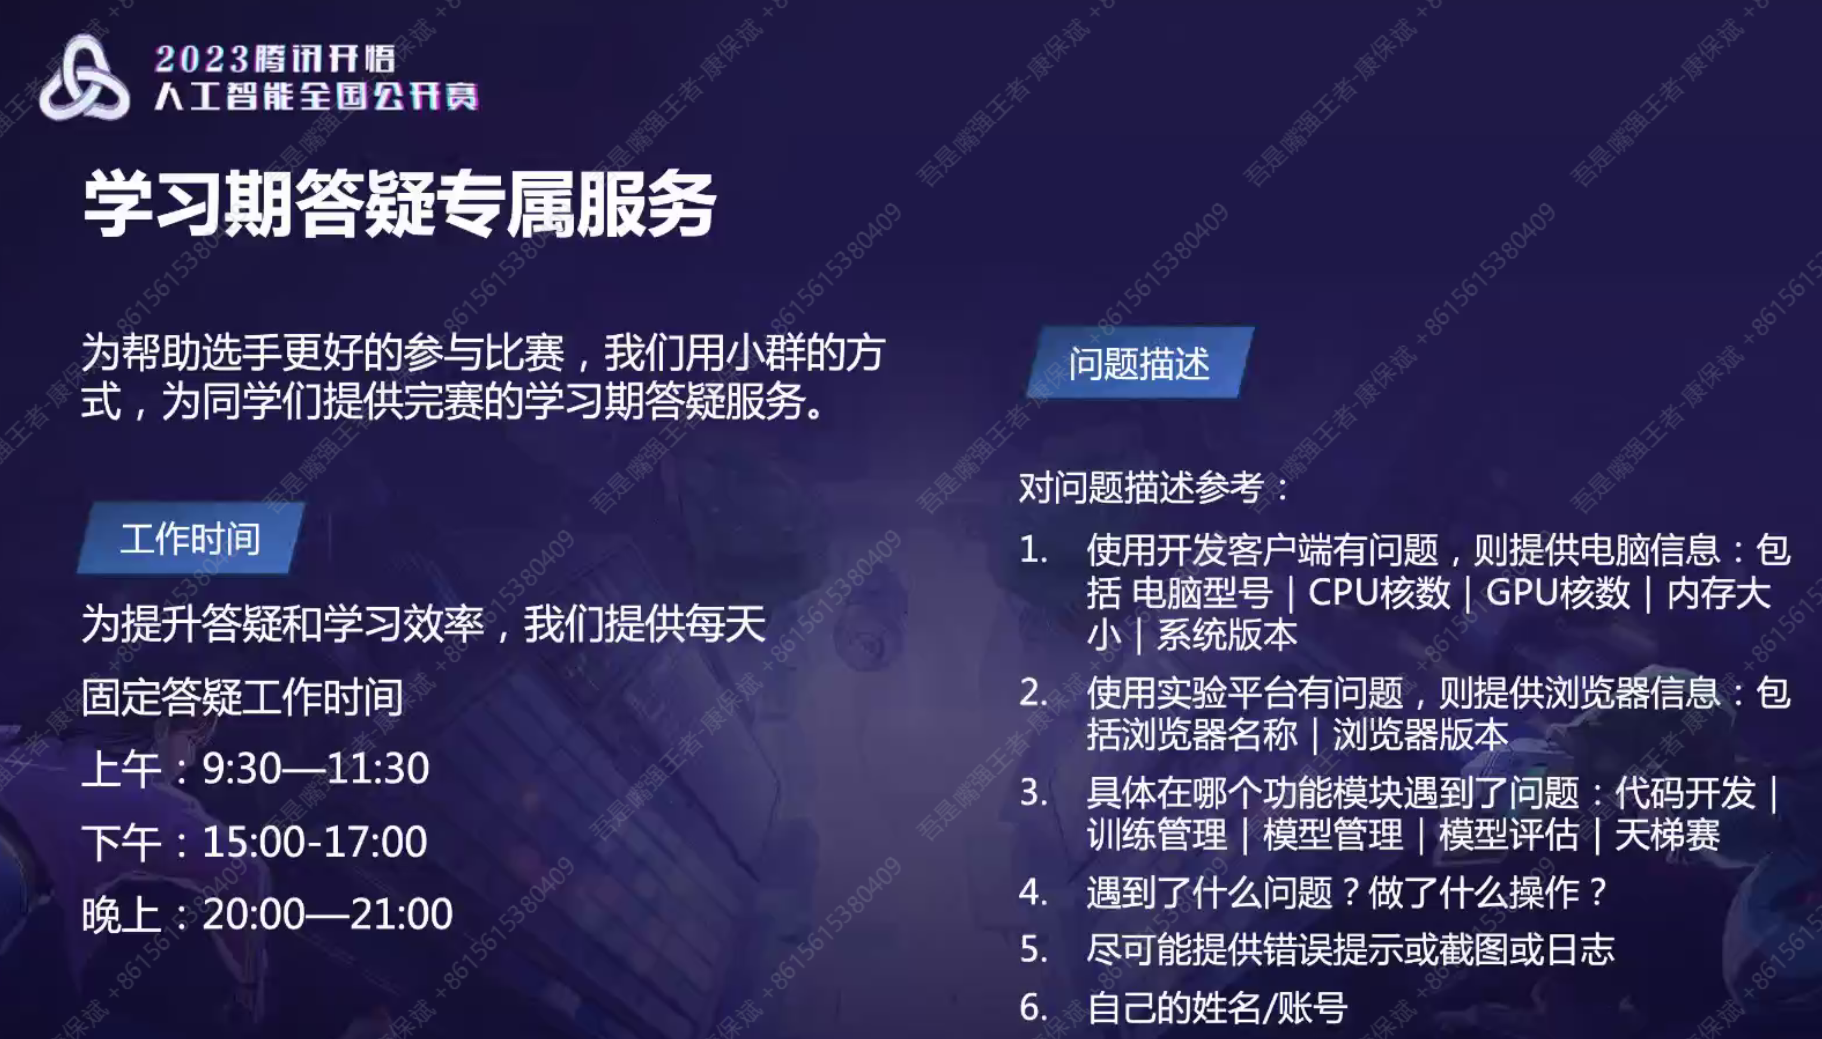 2023腾讯开悟
人工智能全国公开赛
学习期答疑专属服务
为帮助选手更好的参与比赛，我们用小群的方
式，为同学们提供完赛的学习期答疑服务。
工作时间
为提升答疑和学习效率，我们提供每天
固定答疑工作时间
上午：9:30—11:30
下午：15:00-17:00
晚上：20:00—21:00
问题描述
对问题描述参考：
1. 使用开发客户端有问题，则提供电脑信息：包
括 电脑型号｜CPU核数｜GPU核数｜内存大
小｜系统版本
2. 使用实验平台有问题，则提供浏览器信息：包
括浏览器名称｜浏览器版本
3. 具体在哪个功能模块遇到了问题：代码开发｜
训练管理｜模型管理｜模型评估｜天梯赛
4. 遇到了什么问题？做了什么操作？
5. 尽可能提供错误提示或截图或日志
6. 自己的姓名/账号
吾是嘴强王者-康保斌 +8615615380409